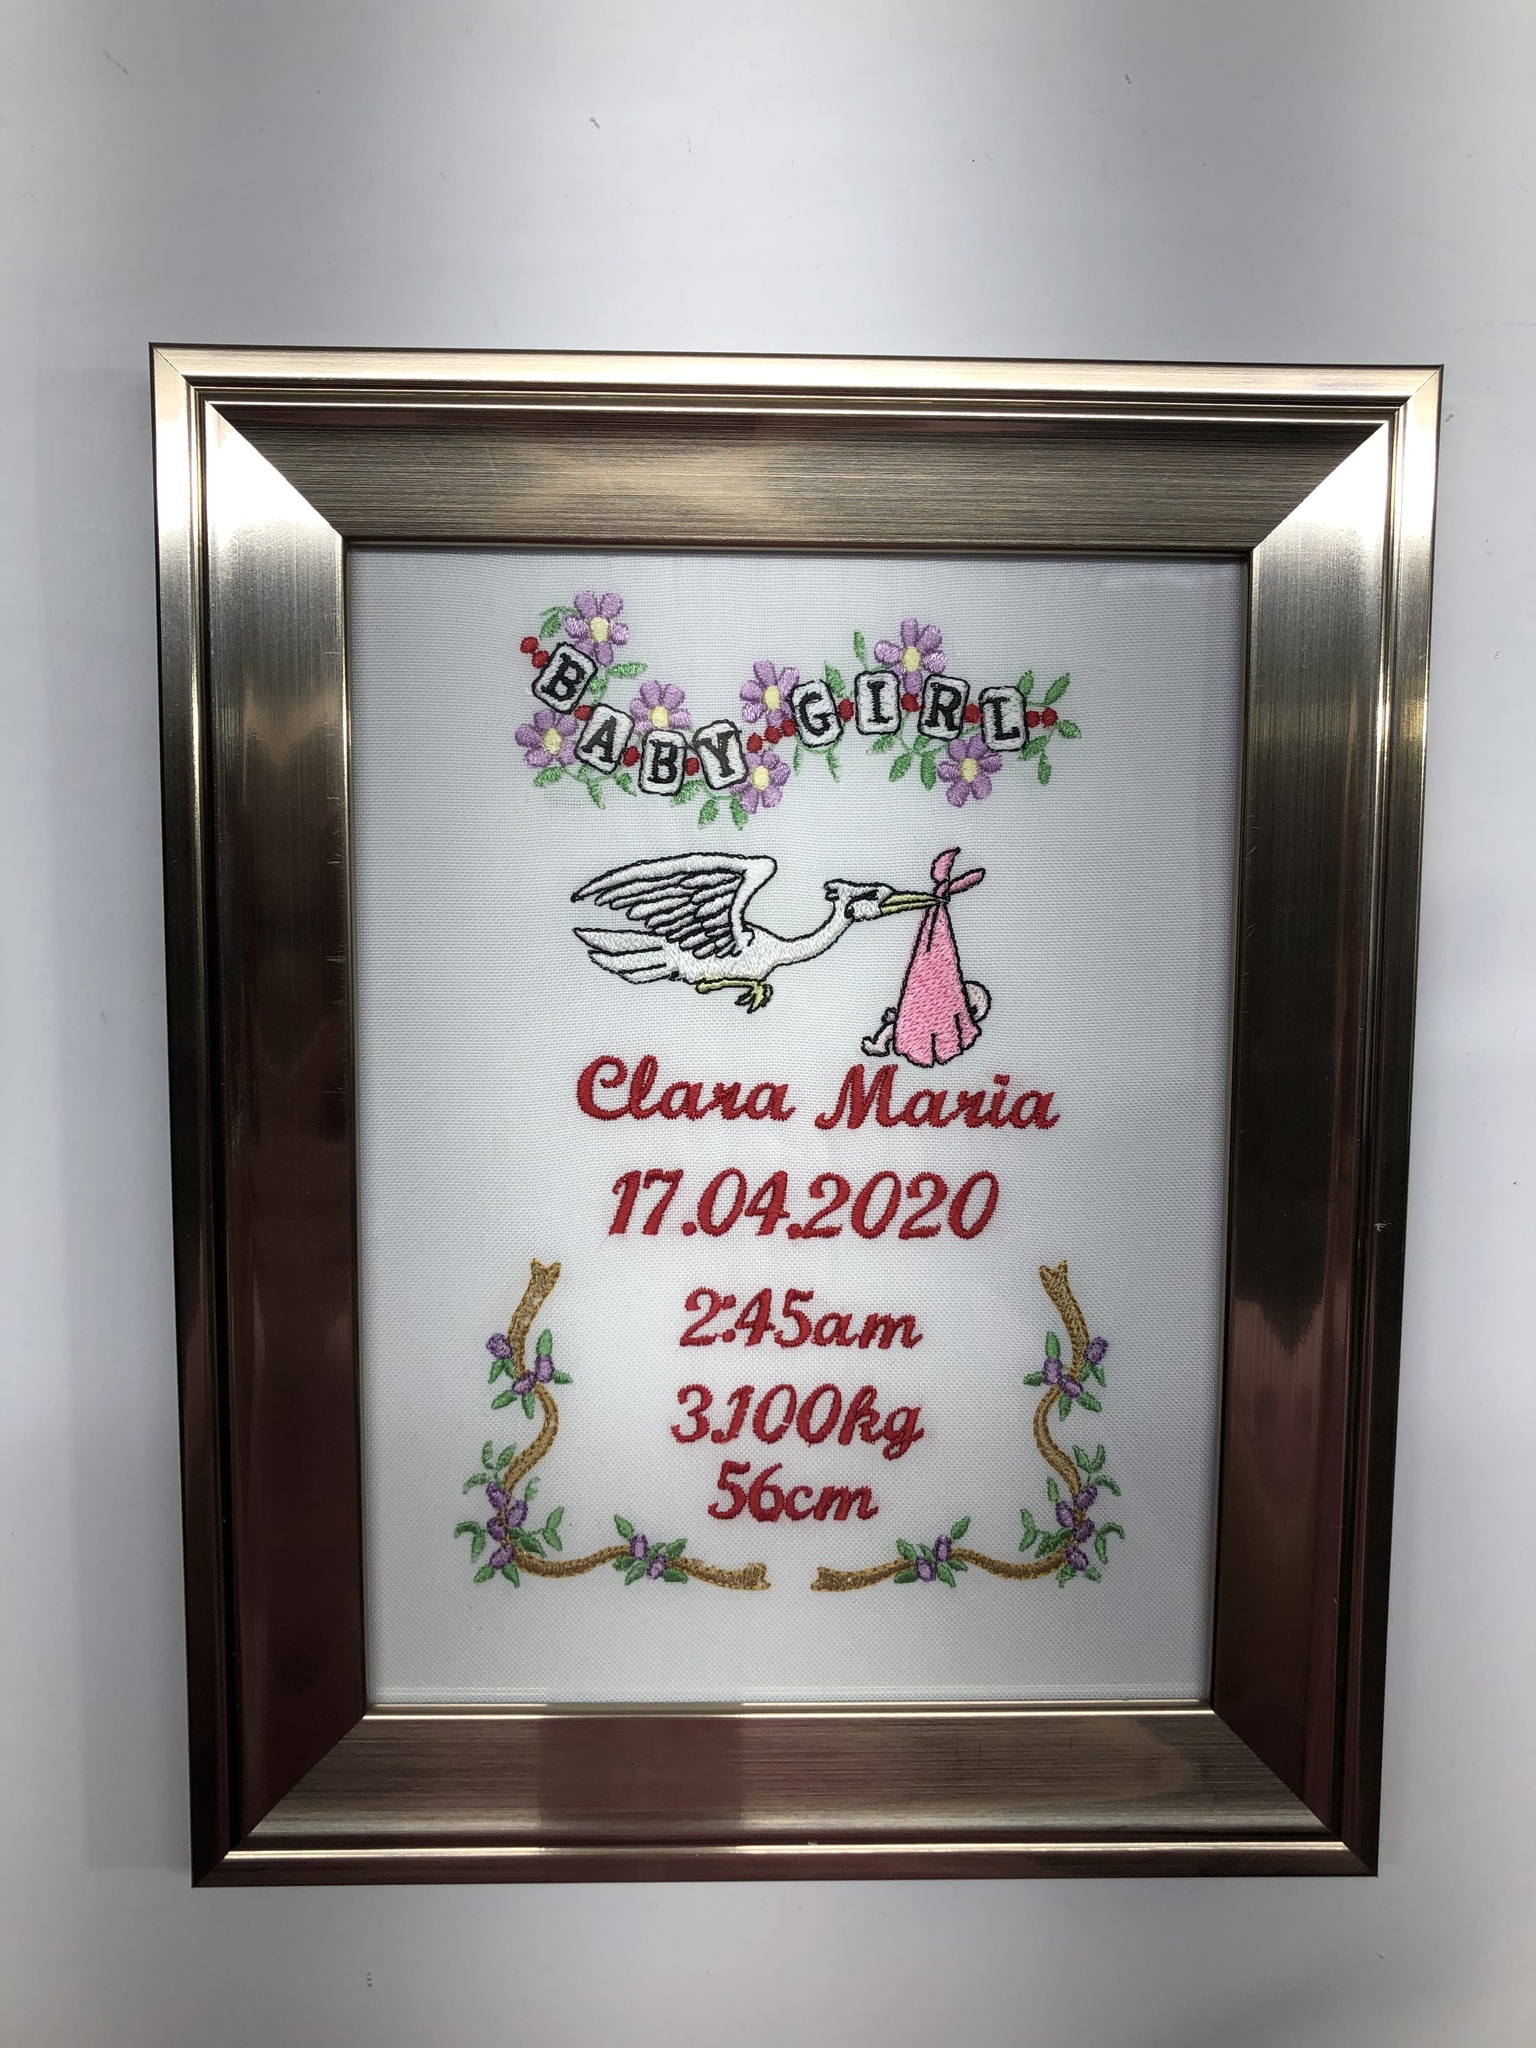 BABY GIRL
Clara Maria
17.04.2020
2:45am
3.100kg
56cm